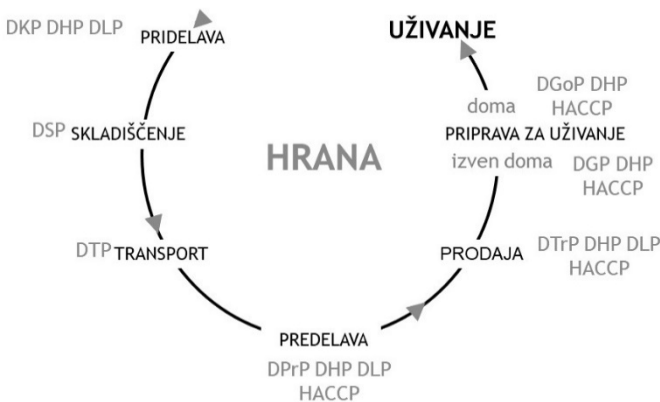 DKP DHP DLP
PRIDELAVA
DSP SKLADIŠČENJE
DTP TRANSPORT
PREDELAVA
DPrP DHP DLP
HACCP
PRODAJA
DTrP DHP DLP
HACCP
doma
DGoP DHP
HACCP
PRIPRAVA ZA UŽIVANJE
izven doma
DGP DHP
HACCP
UŽIVANJE
HRANA